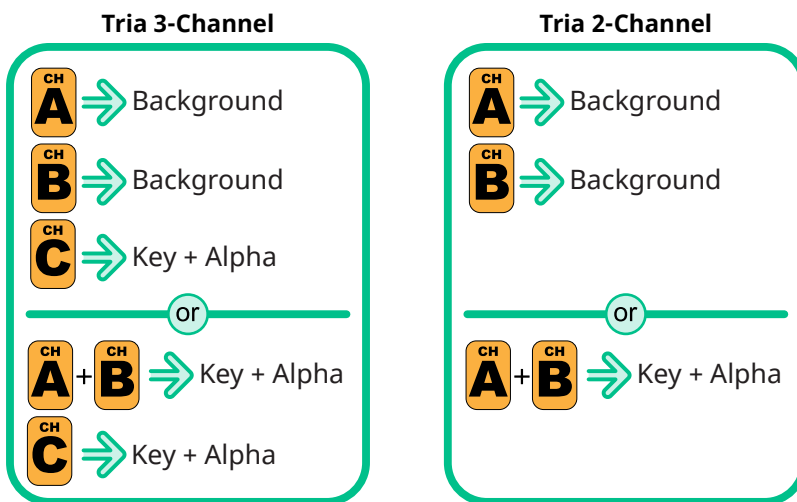 Tria 3-Channel
CH
A
Background
CH
B
Background
CH
C
Key + Alpha
or
CH
A
+
CH
B
Key + Alpha
CH
C
Key + Alpha
Tria 2-Channel
CH
A
Background
CH
B
Background
or
CH
A
+
CH
B
Key + Alpha